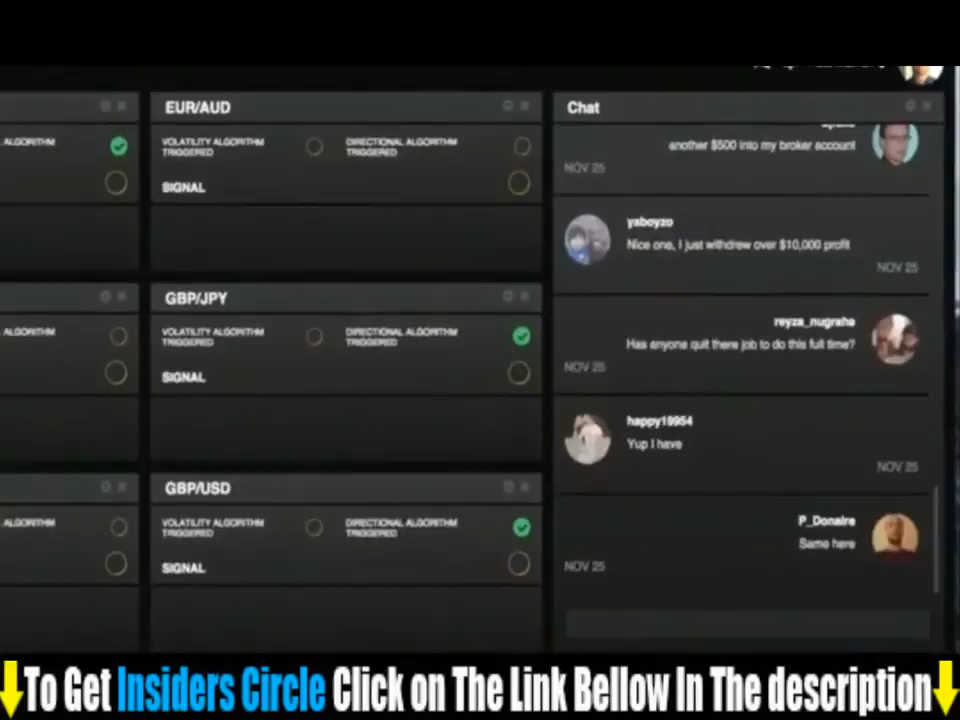 EUR/AUD
Chat
ALGORITHM
VOLATILITY ALGORITHM
TRIGGERED
DIRECTIONAL ALGORITHM
TRIGGERED
SIGNAL
another $500 into my broker account
NOV 25
yaboyzo
Nice one, I just withdrew over $10,000 profit
NOV 25
GBP/JPY
ALGORITHM
VOLATILITY ALGORITHM
TRIGGERED
DIRECTIONAL ALGORITHM
TRIGGERED
SIGNAL
reyza_nugraha
Has anyone quit there job to do this full time?
NOV 25
happy19954
Yup I have
NOV 25
GBP/USD
ALGORITHM
VOLATILITY ALGORITHM
TRIGGERED
DIRECTIONAL ALGORITHM
TRIGGERED
SIGNAL
P_Donaire
Same here
NOV 25
To Get Insiders Circle Click on The Link Bellow In The description